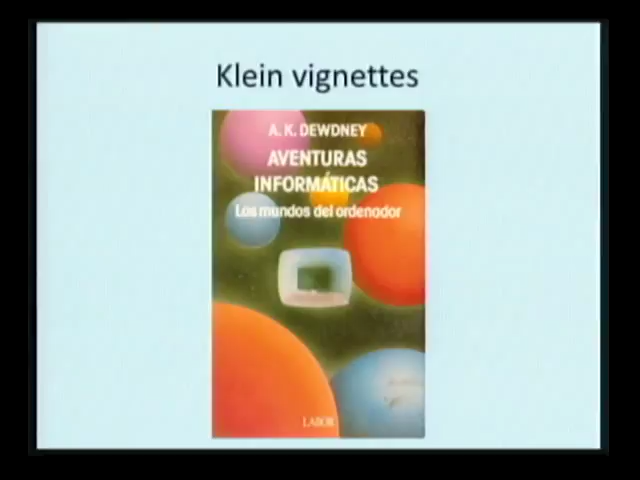 Klein vignettes
A. K. DEWDNEY
AVENTURAS
INFORMÁTICAS
Los mundos del ordenador
LABOR